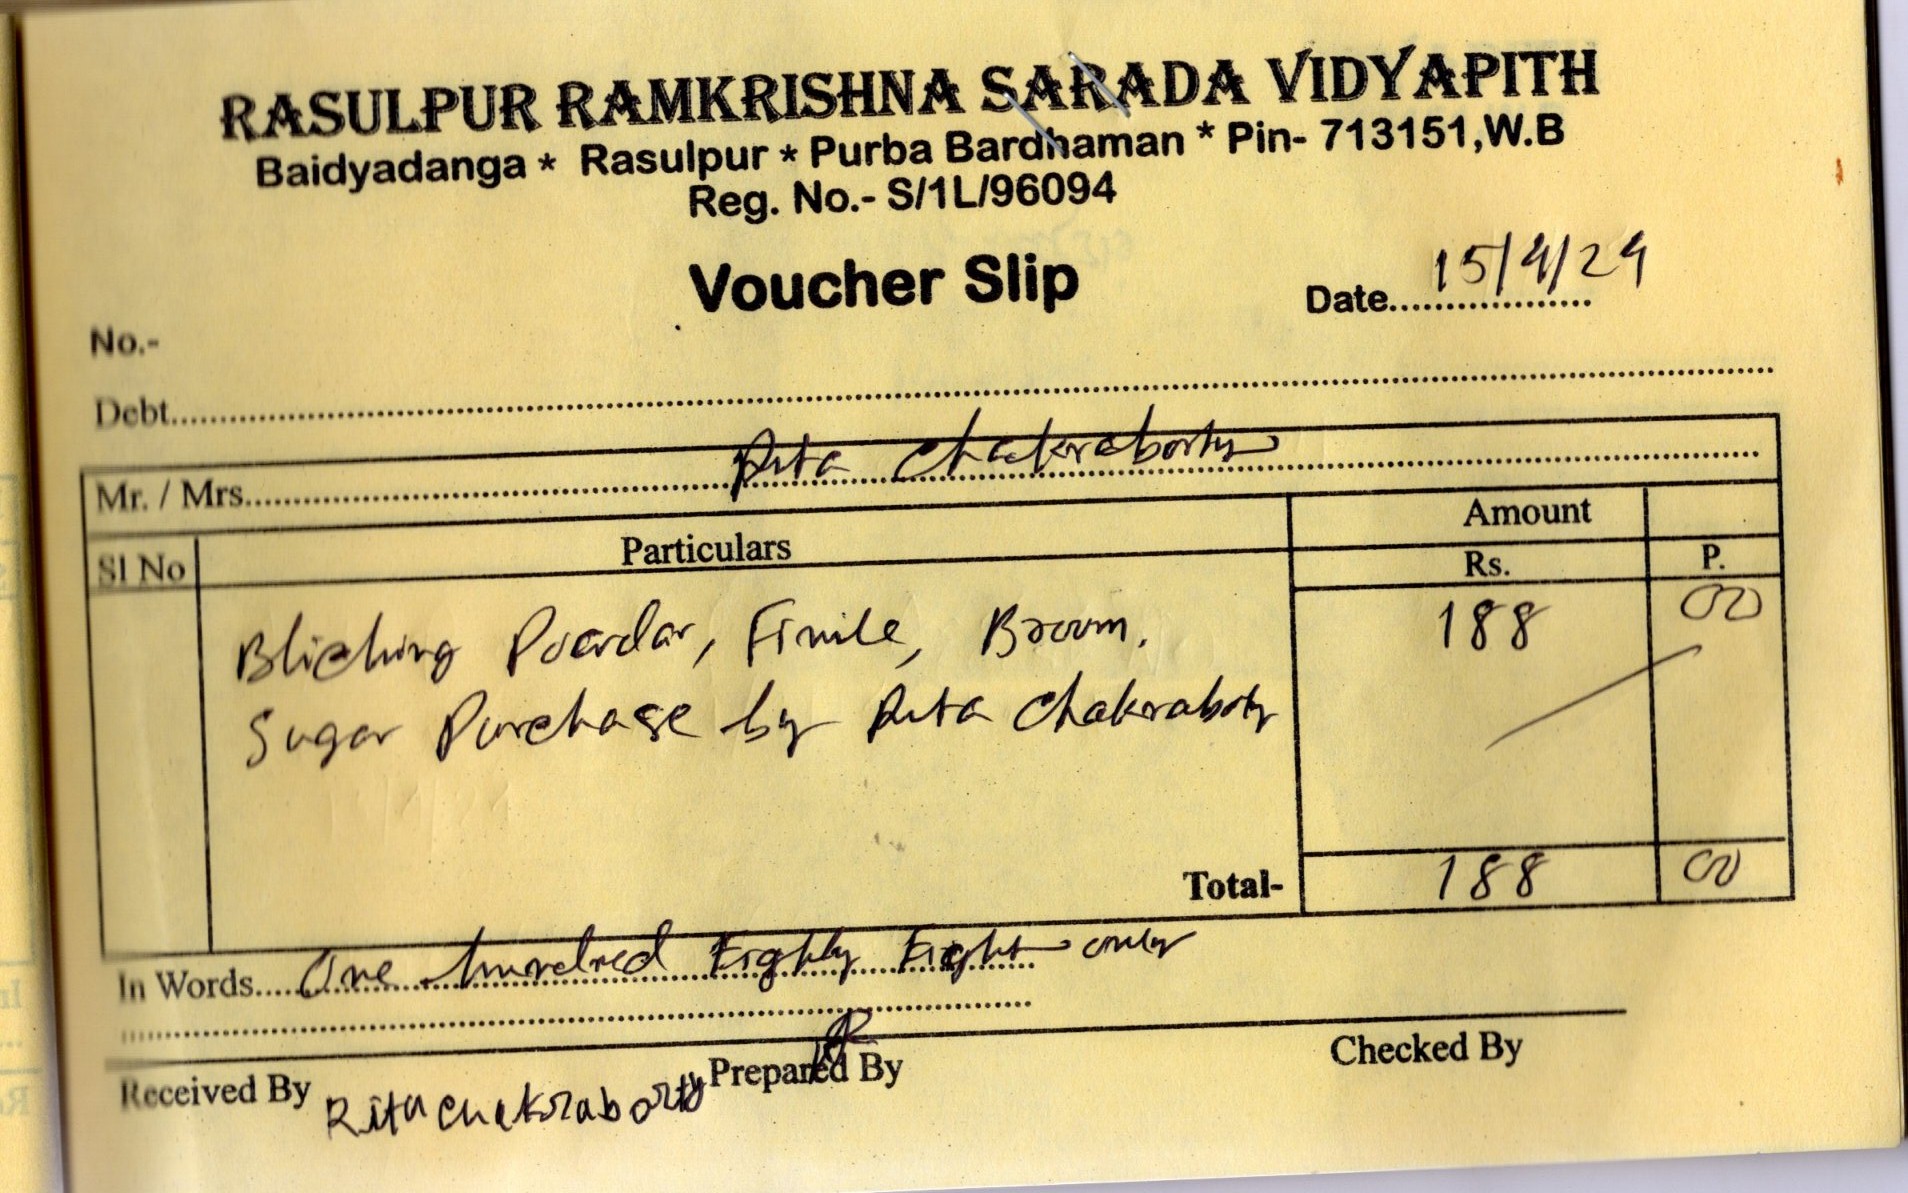 RASULPUR RAMKRISHNA SARADA VIDYAPITH
Baidyadanga * Rasulpur * Purba Bardhaman * Pin- 713151,W.B
Reg. No.- S/1L/96094
Voucher Slip
Date.................. 15/4/24
No.-
Debt
Mr. / Mrs. Rita Chakraborty
Sl No Particulars Amount
Rs. P.
Bliching Powdar, Finile, Broom, 188 00
Sugar Purchase by Rita Chakraborty
Total- 188 00
In Words..... One hundred Eighty Eight only
Received By Rita Chakraborty Prepared By Checked By